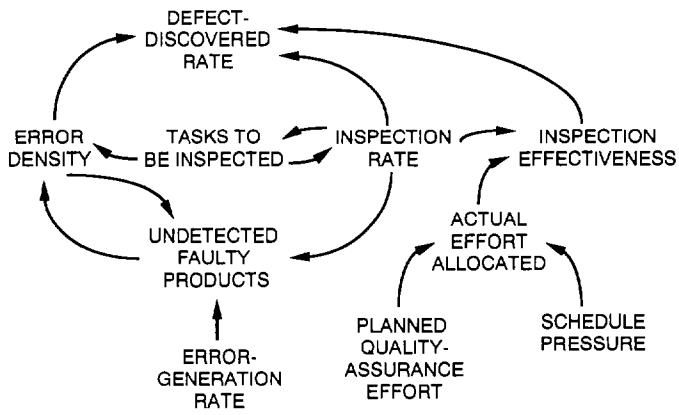 DEFECT-
DISCOVERED
RATE
ERROR
DENSITY
TASKS TO
BE INSPECTED
INSPECTION
RATE
INSPECTION
EFFECTIVENESS
UNDETECTED
FAULTY
PRODUCTS
ACTUAL
EFFORT
ALLOCATED
ERROR-
GENERATION
RATE
PLANNED
QUALITY-
ASSURANCE
EFFORT
SCHEDULE
PRESSURE